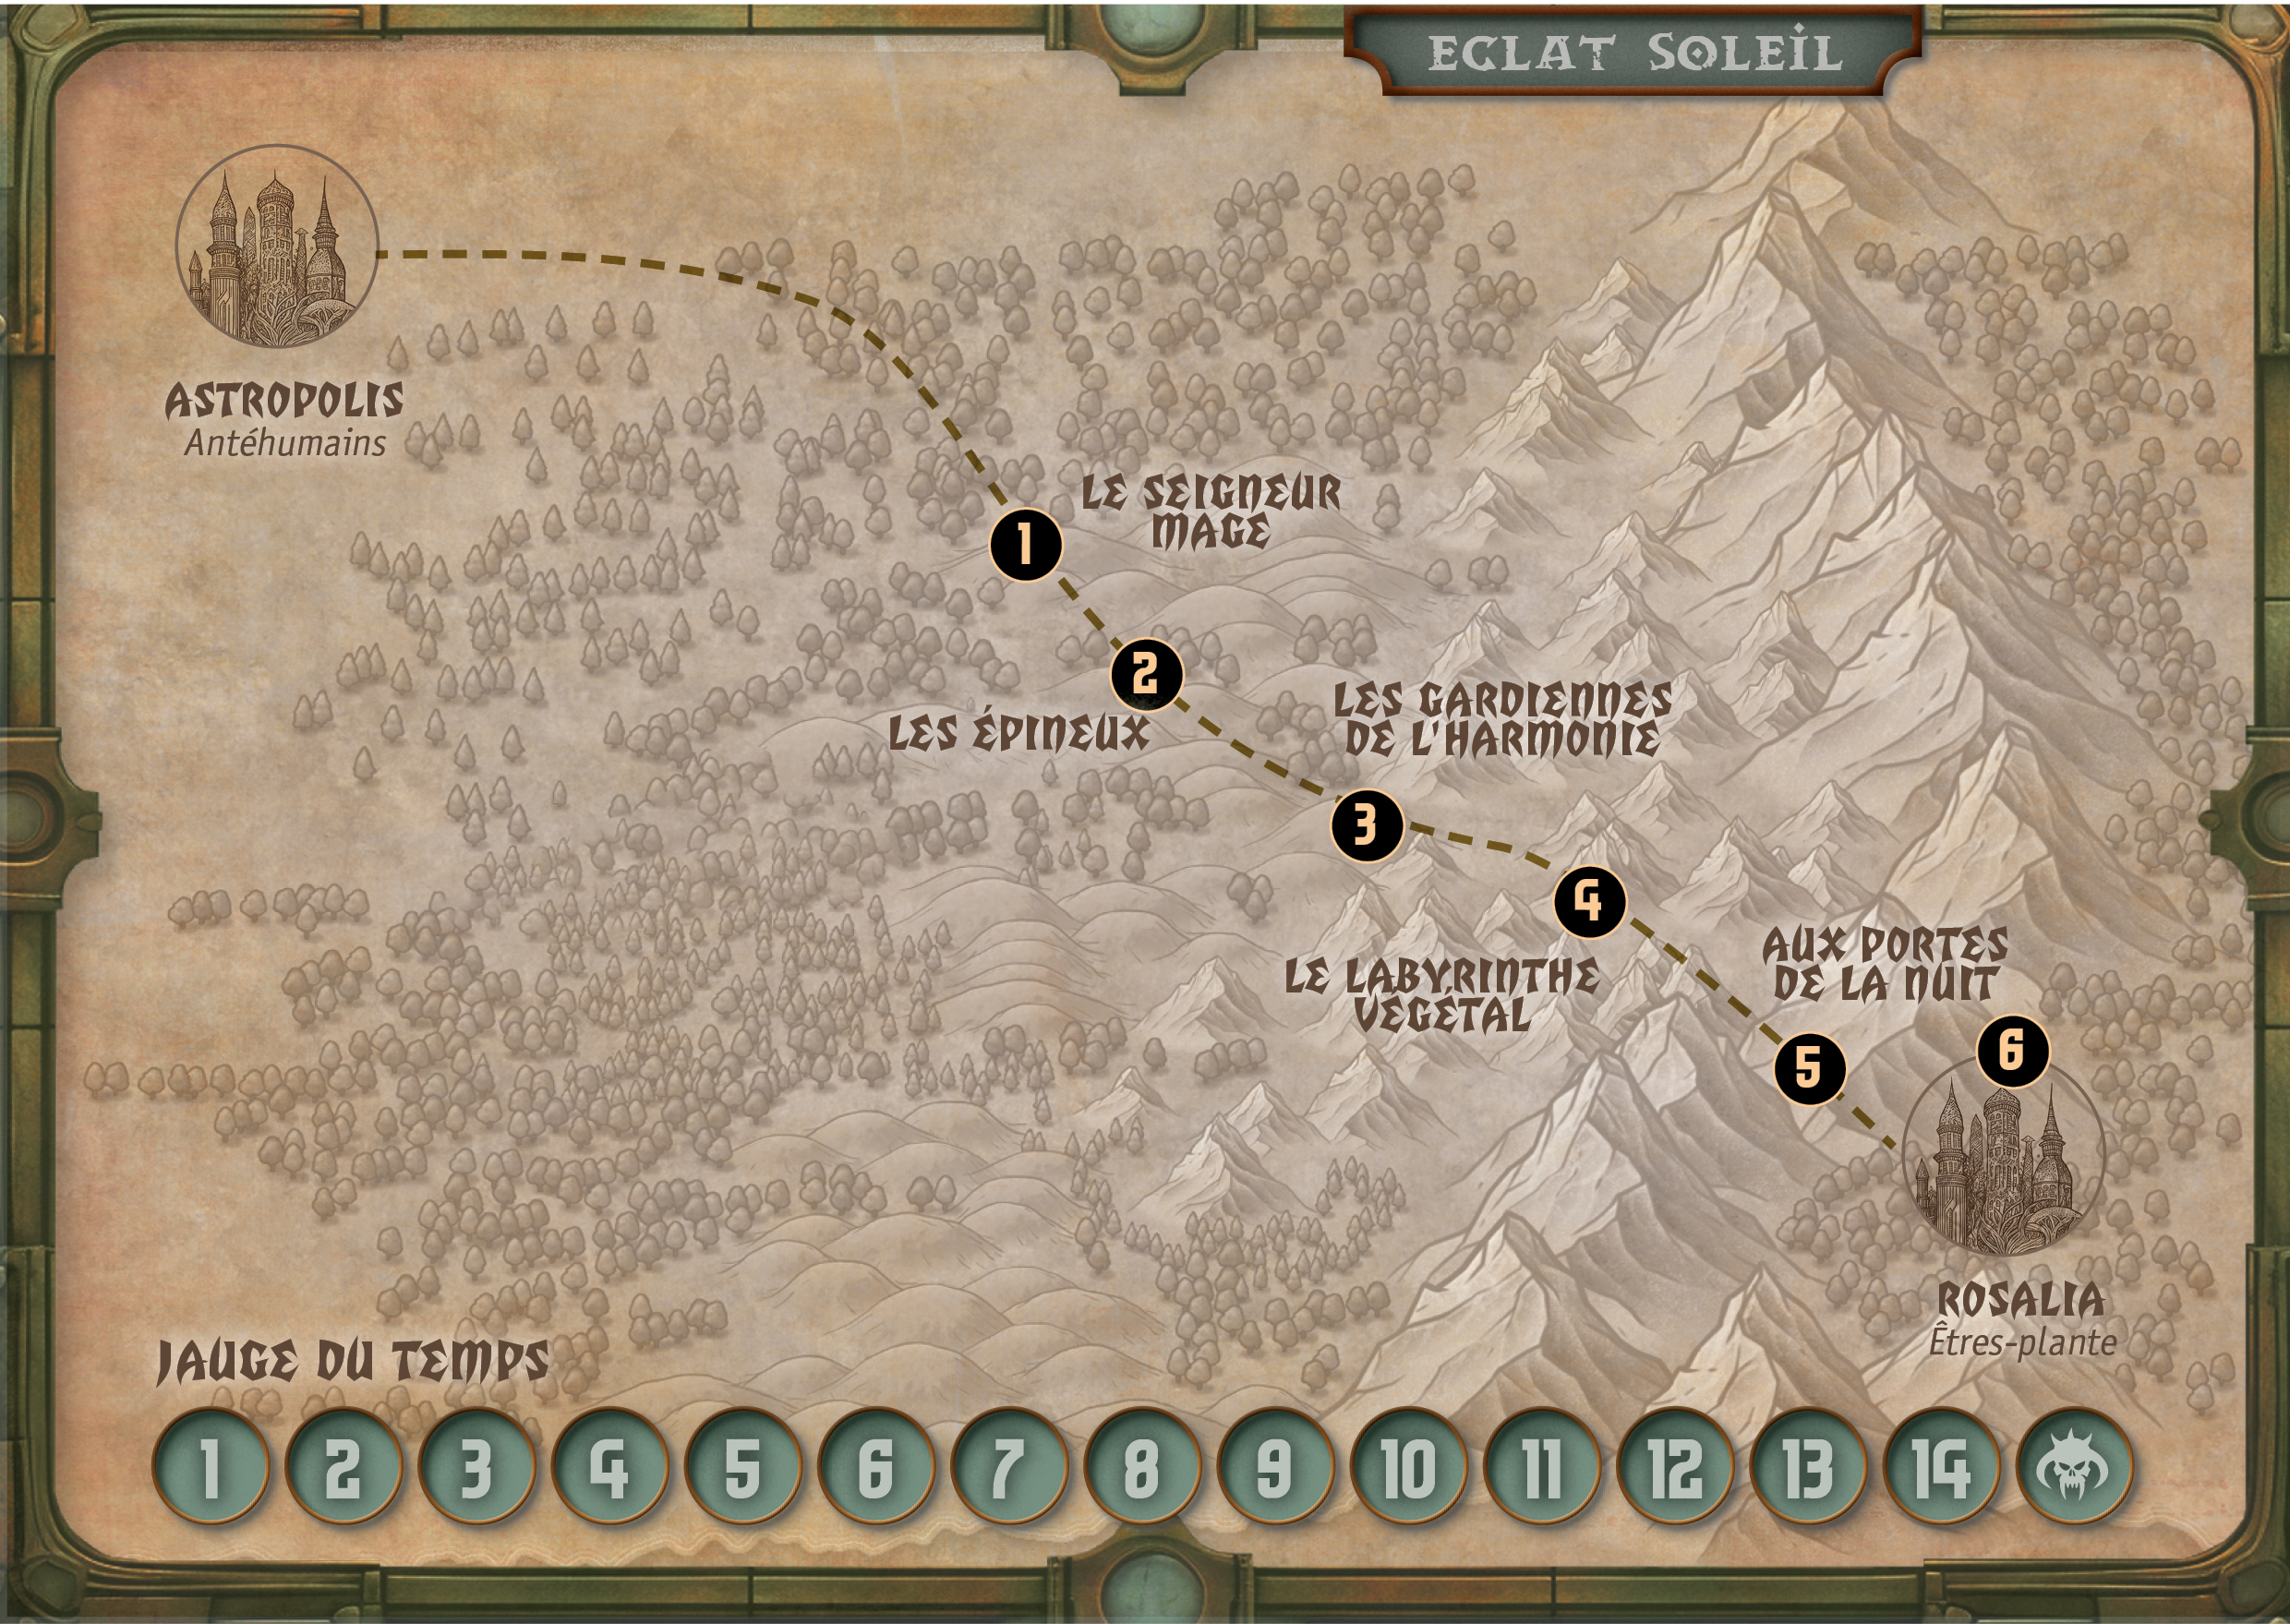 ECLAT SOLEIL
ASTROPOLIS
Antéhumains
LE SEIGNEUR
MAGE
1
2
LES ÉPINEUX
LES GARDIENNES
DE L'HARMONIE
3
4
LE LABYRINTHE
VÉGÉTAL
AUX PORTES
DE LA NUIT
5
6
ROSALIA
Êtres-plante
JAUGE DU TEMPS
1 2 3 4 5 6 7 8 9 10 11 12 13 14